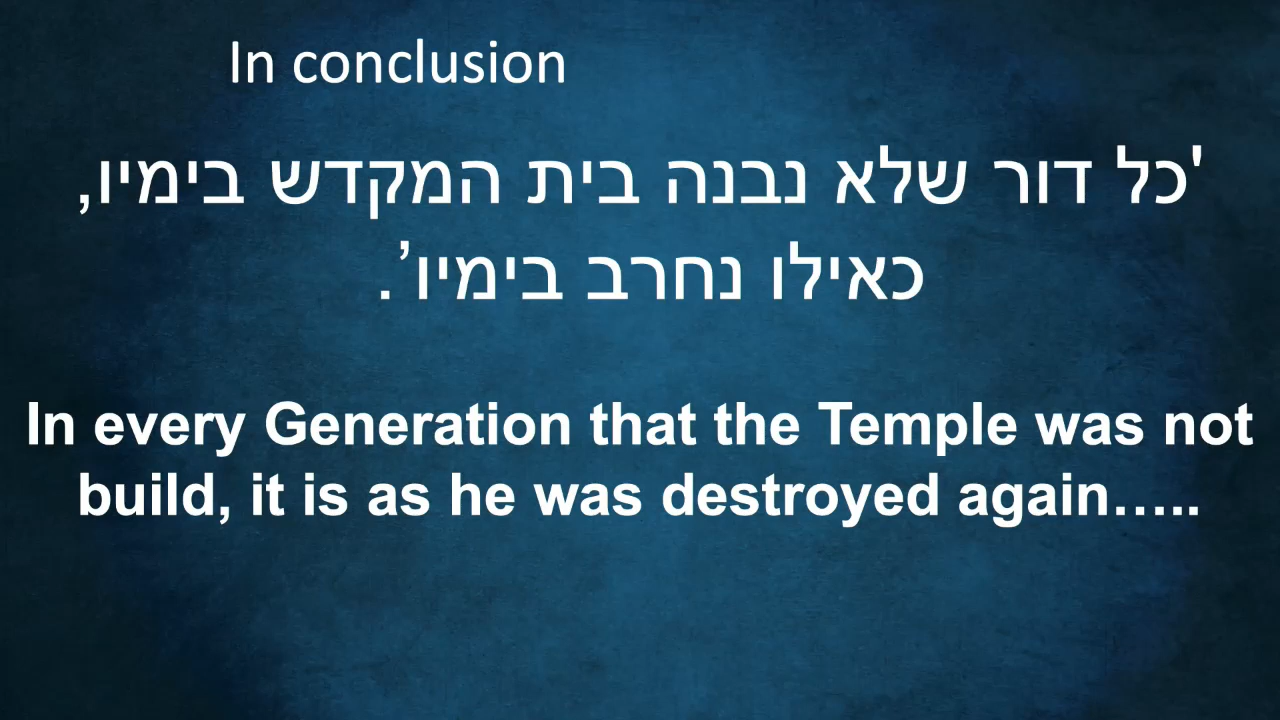 In conclusion
'כל דור שלא נבנה בית המקדש בימיו,
כאילו נחרב בימיו'.
In every Generation that the Temple was not
build, it is as he was destroyed again…..